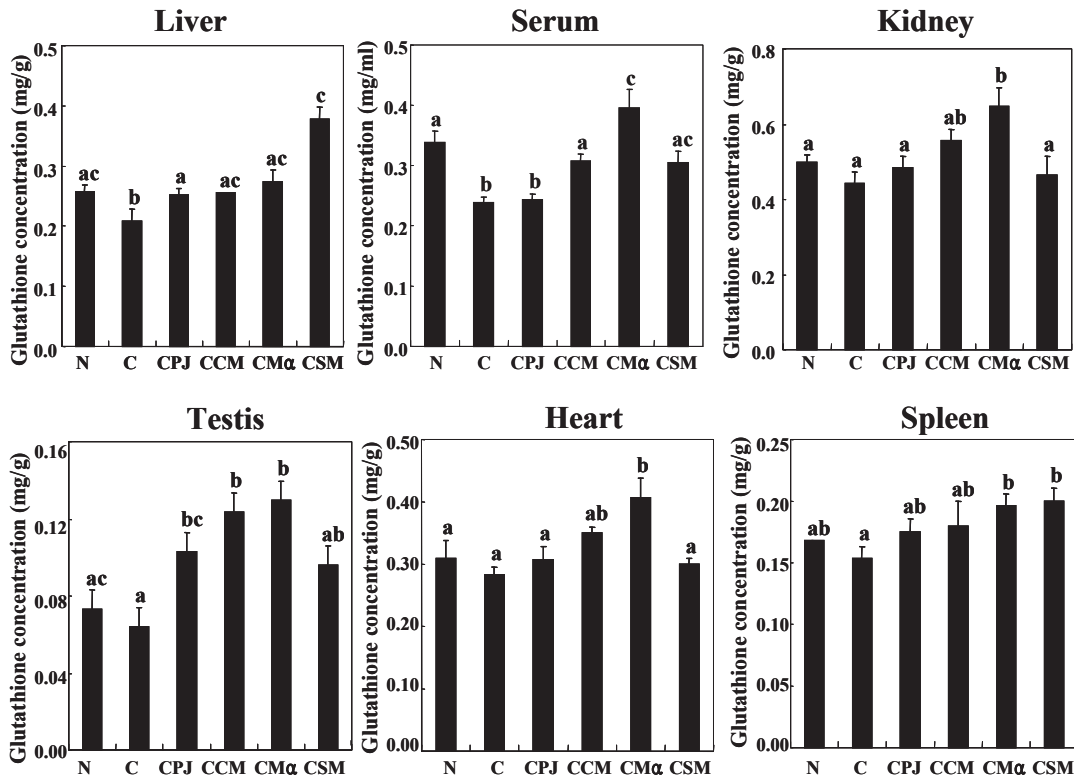 Liver
Glutathione concentration (mg/g)
0.5
0.4
0.3
0.2
0.1
0.0
ac
b
a
ac
ac
c
N C CPJ CCM CMα CSM
Serum
Glutathione concentration (mg/ml)
0.5
0.4
0.3
0.2
0.1
0.0
a
b
b
a
c
ac
N C CPJ CCM CMα CSM
Kidney
Glutathione concentration (mg/g)
0.8
0.6
0.4
0.2
0.0
a
a
a
ab
b
a
N C CPJ CCM CMα CSM
Testis
Glutathione concentration (mg/g)
0.16
0.12
0.08
0.04
0.00
ac
a
bc
b
b
ab
N C CPJ CCM CMα CSM
Heart
Glutathione concentration (mg/g)
0.50
0.40
0.30
0.20
0.10
0.00
a
a
a
ab
b
a
N C CPJ CCM CMα CSM
Spleen
Glutathione concentration (mg/g)
0.25
0.20
0.15
0.10
0.05
0.00
ab
a
ab
ab
b
b
N C CPJ CCM CMα CSM